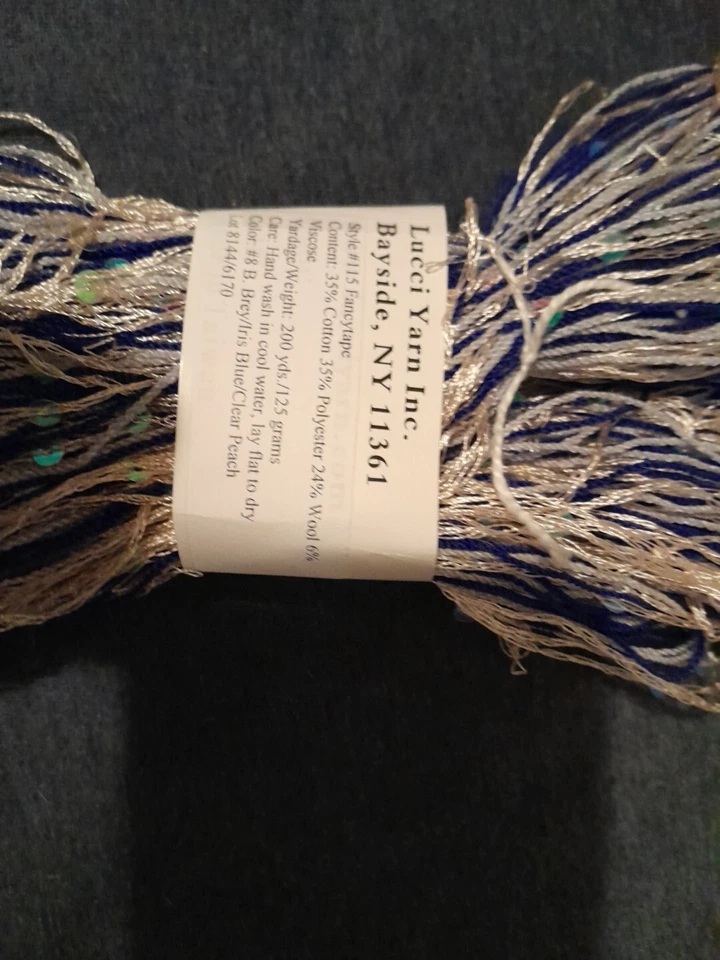 Lucci Yarn Inc.
Bayside, NY 11361
Style #115 Fancytape
Content: 35% Cotton 35% Polyester 24% Wool 6%
Viscose
Yardage/Weight: 200 yds./125 grams
Care: Hand wash in cool water, lay flat to dry
Color: #8 B. Brey/Iris Blue/Clear Peach
Lot 8144/6170